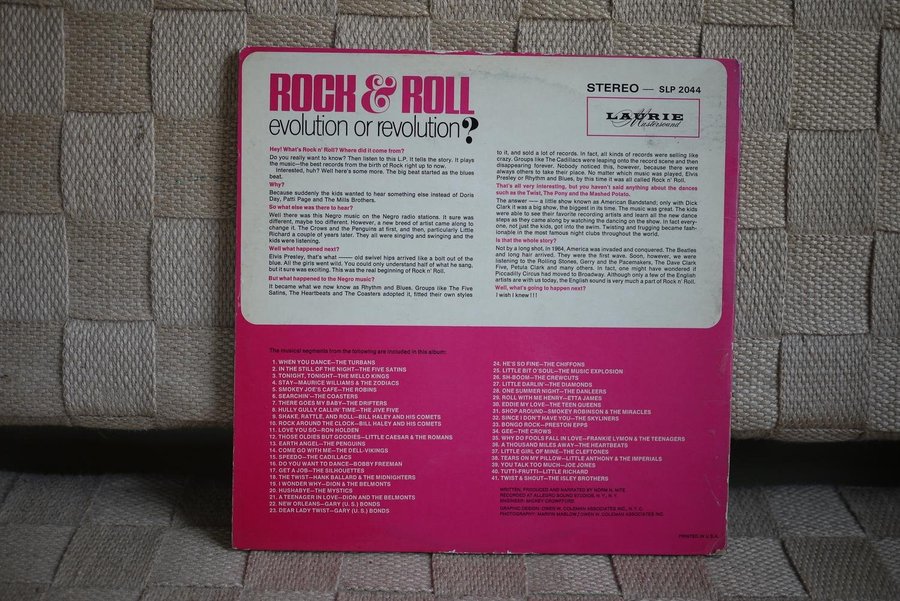 ROCK & ROLL
evolution or revolution?
STEREO — SLP 2044
LAURIE
Mastersound
Hey! What's Rock n' Roll? Where did it come from?
Do you really want to know? Then listen to this L.P. It tells the story. It plays
the music—the best records from the birth of Rock right up to now.
Interested, huh? Well here's some more. The big beat started as the blues
beat.
Why?
Because suddenly the kids wanted to hear something else instead of Doris
Day, Patti Page and The Mills Brothers.
So what else was there to hear?
Well there was this Negro music on the Negro radio stations. It sure was
different, maybe too different. However, a new breed of artist came along to
change it. The Crows and the Penguins at first, and then, particularly Little
Richard a couple of years later. They all were singing and swinging and the
kids were listening.
Well what happened next?
Elvis Presley, that's what —— old swivel hips arrived like a bolt out of the
blue. All the girls went wild. You could only understand half of what he sang,
but it sure was exciting. This was the real beginning of Rock n' Roll.
But what happened to the Negro music?
It became what we now know as Rhythm and Blues. Groups like The Five
Satins, The Heartbeats and The Coasters adopted it, fitted their own styles
to it, and sold a lot of records. In fact, all kinds of records were selling like
crazy. Groups like The Cadillacs were leaping onto the record scene and then
disappearing forever. Nobody noticed this, however, because there were
always others to take their place. No matter which music was played, Elvis
Presley or Rhythm and Blues, by this time it was all called Rock n' Roll.
That's all very interesting, but you haven't said anything about the dances
such as the Twist, The Pony and the Mashed Potato.
The answer —— a little show known as American Bandstand; only with Dick
Clark it was a big show, the biggest in its time. The music was great. The kids
were able to see their favorite recording artists and learn all the new dance
steps as they came along by watching the dancing on the show. In fact every-
one, not just the kids, got into the swim. Twisting and frugging became fash-
ionable in the most famous night clubs throughout the world.
Is that the whole story?
Not by a long shot. In 1964, America was invaded and conquered. The Beatles
and long hair arrived. They were the first wave. Soon, however, we were
listening to the Rolling Stones, Gerry and the Pacemakers, The Dave Clark
Five, Petula Clark and many others. In fact, one might have wondered if
Piccadilly Circus had moved to Broadway. Although only a few of the English
artists are with us today, the English sound is very much a part of Rock n' Roll.
Well, what's going to happen next?
I wish I knew!!!
The musical segments from the following are included in this album:
1. WHEN YOU DANCE—THE TURBANS
2. IN THE STILL OF THE NIGHT—THE FIVE SATINS
3. TONIGHT, TONIGHT—THE MELLO KINGS
4. STAY—MAURICE WILLIAMS & THE ZODIACS
5. SMOKEY JOE'S CAFE—THE ROBINS
6. SEARCHIN'—THE COASTERS
7. THERE GOES MY BABY—THE DRIFTERS
8. HULLY GULLY CALLIN' TIME—THE JIVE FIVE
9. SHAKE, RATTLE, AND ROLL—BILL HALEY AND HIS COMETS
10. ROCK AROUND THE CLOCK—BILL HALEY AND HIS COMETS
11. LOVE YOU SO—RON HOLDEN
12. THOSE OLDIES BUT GOODIES—LITTLE CAESAR & THE ROMANS
13. EARTH ANGEL—THE PENGUINS
14. COME GO WITH ME—THE DELL-VIKINGS
15. SPEEDO—THE CADILLACS
16. DO YOU WANT TO DANCE—BOBBY FREEMAN
17. GET A JOB—THE SILHOUETTES
18. THE TWIST—HANK BALLARD & THE MIDNIGHTERS
19. I WONDER WHY—DION & THE BELMONTS
20. HUSHABYE—THE MYSTICS
21. A TEENAGER IN LOVE—DION AND THE BELMONTS
22. NEW ORLEANS—GARY (U. S.) BONDS
23. DEAR LADY TWIST—GARY (U. S.) BONDS
24. HE'S SO FINE—THE CHIFFONS
25. LITTLE BIT O'SOUL—THE MUSIC EXPLOSION
26. SH-BOOM—THE CREWCUTS
27. LITTLE DARLIN'—THE DIAMONDS
28. ONE SUMMER NIGHT—THE DANLEERS
29. ROLL WITH ME HENRY—ETTA JAMES
30. EDDIE MY LOVE—THE TEEN QUEENS
31. SHOP AROUND—SMOKEY ROBINSON & THE MIRACLES
32. SINCE I DON'T HAVE YOU—THE SKYLINERS
33. BONGO ROCK—PRESTON EPPS
34. GEE—THE CROWS
35. WHY DO FOOLS FALL IN LOVE—FRANKIE LYMON & THE TEENAGERS
36. A THOUSAND MILES AWAY—THE HEARTBEATS
37. LITTLE GIRL OF MINE—THE CLEFTONES
38. TEARS ON MY PILLOW—LITTLE ANTHONY & THE IMPERIALS
39. YOU TALK TOO MUCH—JOE JONES
40. TUTTI-FRUTTI—LITTLE RICHARD
41. TWIST & SHOUT—THE ISLEY BROTHERS
WRITTEN, PRODUCED AND NARRATED BY NORM N. NITE
RECORDED AT ALLEGRO SOUND STUDIOS, N. Y., N. Y.
ENGINEER: MICKEY CROWFORD
GRAPHIC DESIGN: OWEN W. COLEMAN ASSOCIATES INC., N. Y. C.
PHOTOGRAPHY: MARTIN MASLOW / OWEN W. COLEMAN ASSOCIATES INC.
PRINTED IN U.S.A.